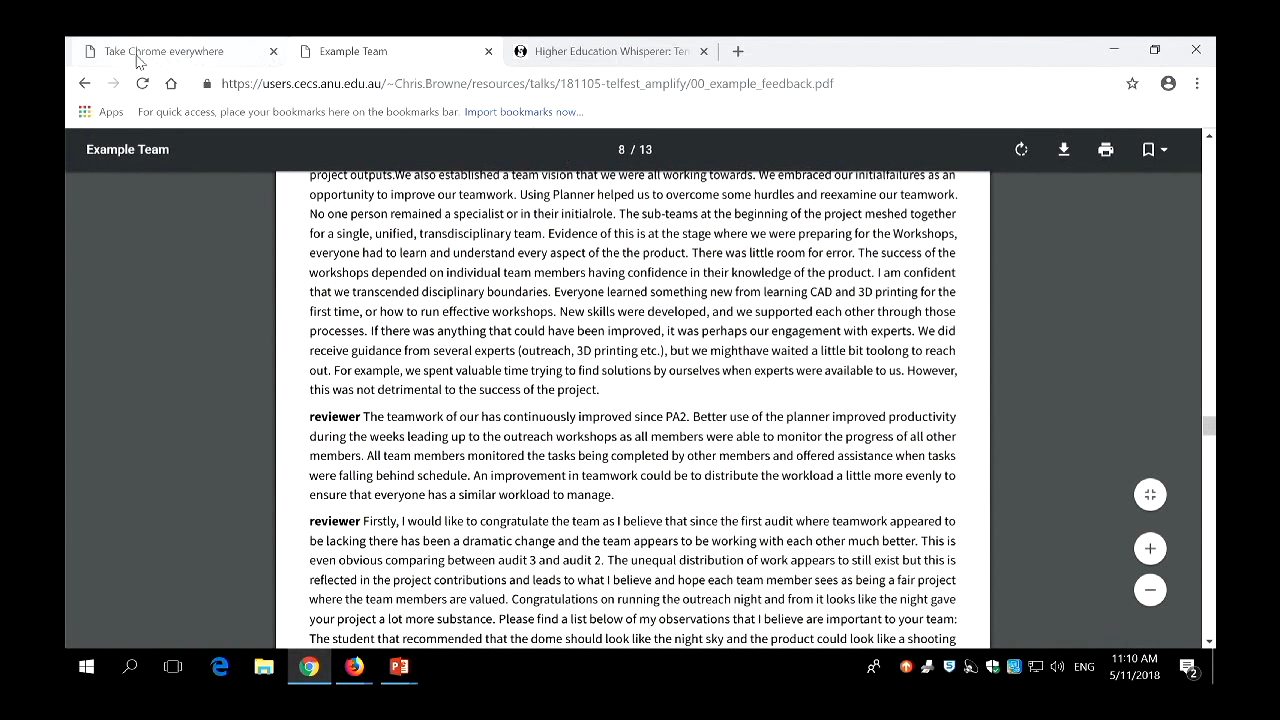 Take Chrome everywhere
Example Team
Higher Education Whisperer: Ten
https://users.cecs.anu.edu.au/~Chris.Browne/resources/talks/181105-telfest_amplify/00_example_feedback.pdf
Apps For quick access, place your bookmarks here on the bookmarks bar. Import bookmarks now...
Example Team 8 / 13
project outputs.We also established a team vision that we were all working towards. We embraced our initialfailures as an
opportunity to improve our teamwork. Using Planner helped us to overcome some hurdles and reexamine our teamwork.
No one person remained a specialist or in their initialrole. The sub-teams at the beginning of the project meshed together
for a single, unified, transdisciplinary team. Evidence of this is at the stage where we were preparing for the Workshops,
everyone had to learn and understand every aspect of the the product. There was little room for error. The success of the
workshops depended on individual team members having confidence in their knowledge of the product. I am confident
that we transcended disciplinary boundaries. Everyone learned something new from learning CAD and 3D printing for the
first time, or how to run effective workshops. New skills were developed, and we supported each other through those
processes. If there was anything that could have been improved, it was perhaps our engagement with experts. We did
receive guidance from several experts (outreach, 3D printing etc.), but we mighthave waited a little bit toolong to reach
out. For example, we spent valuable time trying to find solutions by ourselves when experts were available to us. However,
this was not detrimental to the success of the project.
reviewer The teamwork of our has continuously improved since PA2. Better use of the planner improved productivity
during the weeks leading up to the outreach workshops as all members were able to monitor the progress of all other
members. All team members monitored the tasks being completed by other members and offered assistance when tasks
were falling behind schedule. An improvement in teamwork could be to distribute the workload a little more evenly to
ensure that everyone has a similar workload to manage.
reviewer Firstly, I would like to congratulate the team as I believe that since the first audit where teamwork appeared to
be lacking there has been a dramatic change and the team appears to be working with each other much better. This is
even obvious comparing between audit 3 and audit 2. The unequal distribution of work appears to still exist but this is
reflected in the project contributions and leads to what I believe and hope each team member sees as being a fair project
where the team members are valued. Congratulations on running the outreach night and from it looks like the night gave
your project a lot more substance. Please find a list below of my observations that I believe are important to your team:
The student that recommended that the dome should look like the night sky and the product could look like a shooting
ENG
11:10 AM
5/11/2018
2